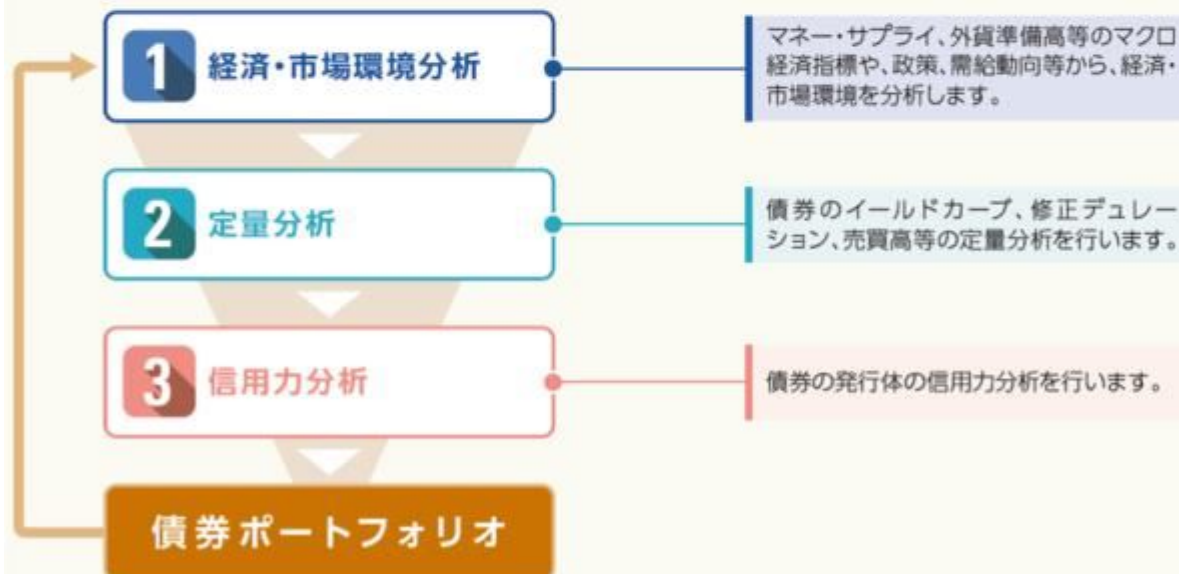 1 経済・市場環境分析
マネー・サプライ、外貨準備高等のマクロ
経済指標や、政策、需給動向等から、経済・
市場環境を分析します。
2 定量分析
債券のイールドカーブ、修正デュレー
ション、売買高等の定量分析を行います。
3 信用力分析
債券の発行体の信用力分析を行います。
債券ポートフォリオ